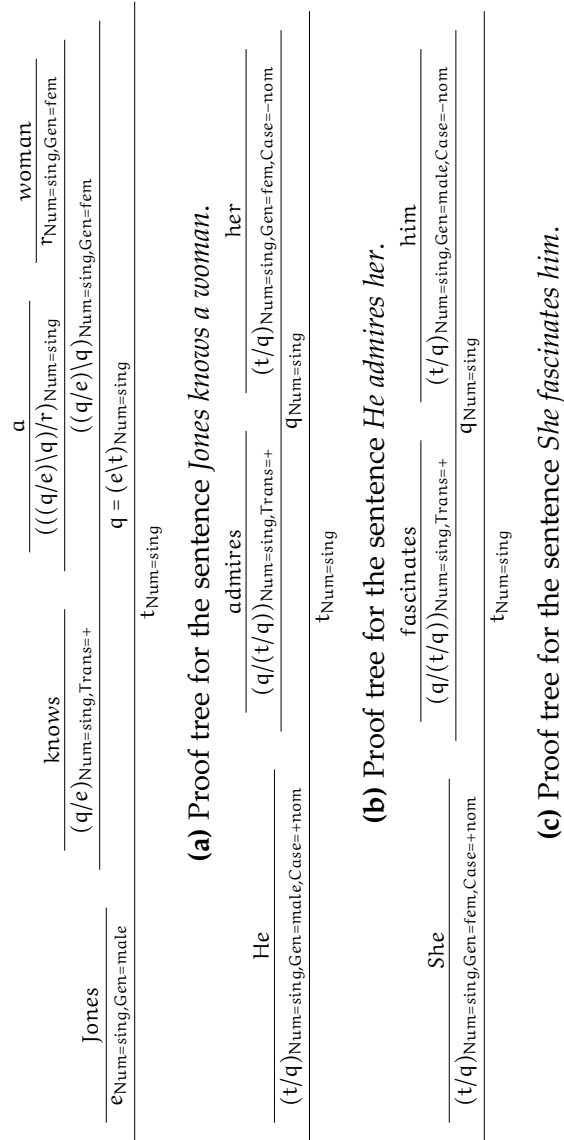 Jones knows a woman
e_{Num=sing,Gen=male} (q/e)_{Num=sing,Trans=+} ((((q/e)\q)/r)_{Num=sing} r_{Num=sing,Gen=fem}
((q/e)\q)_{Num=sing,Gen=fem}
q = (e\t)_{Num=sing}
t_{Num=sing}
(a) Proof tree for the sentence Jones knows a woman.
He admires her
(t/q)_{Num=sing,Gen=male,Case=+nom} (q/(t/q))_{Num=sing,Trans=+} (t/q)_{Num=sing,Gen=fem,Case=−nom}
q_{Num=sing}
t_{Num=sing}
(b) Proof tree for the sentence He admires her.
She fascinates him
(t/q)_{Num=sing,Gen=fem,Case=+nom} (q/(t/q))_{Num=sing,Trans=+} (t/q)_{Num=sing,Gen=male,Case=−nom}
q_{Num=sing}
t_{Num=sing}
(c) Proof tree for the sentence She fascinates him.